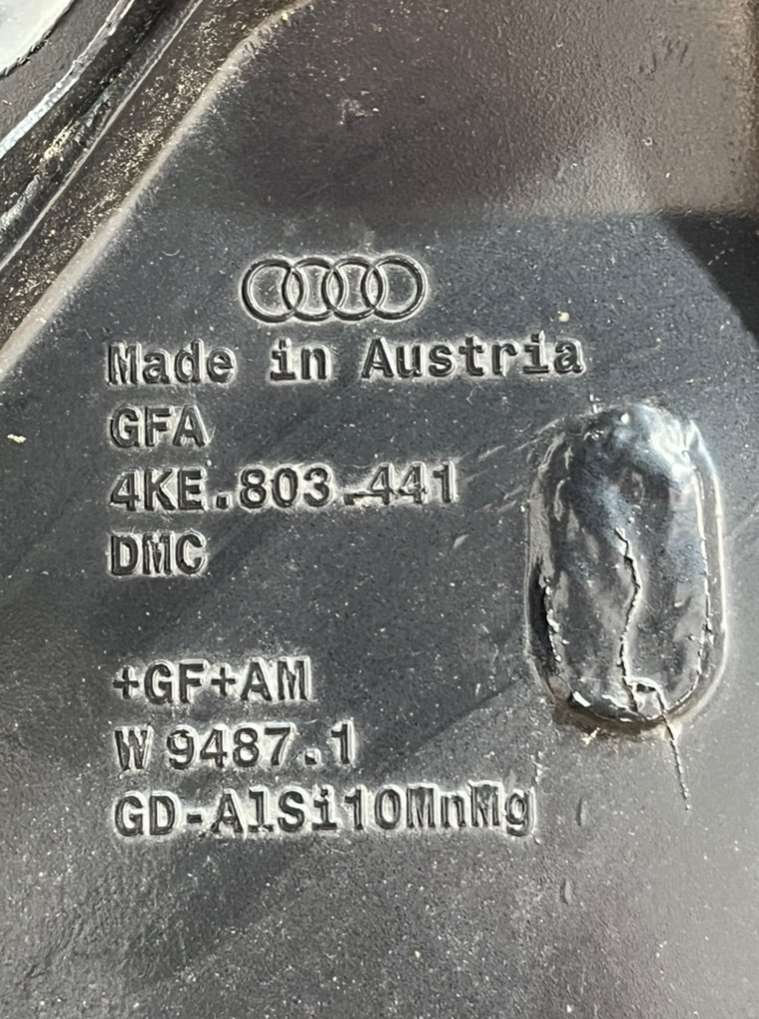 Made in Austria
GFA
4KE.803.441
DMC
+GF+AM
W 9487.1
GD-AlSi10MnMg